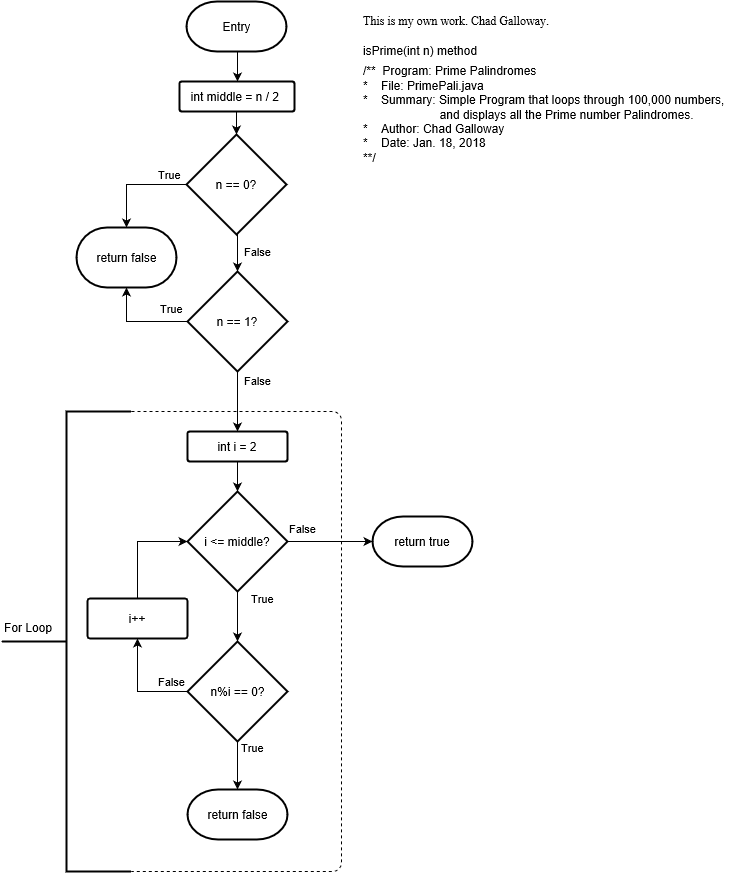 Entry
This is my own work. Chad Galloway.
isPrime(int n) method
/** Program: Prime Palindromes
* File: PrimePali.java
* Summary: Simple Program that loops through 100,000 numbers,
and displays all the Prime number Palindromes.
* Author: Chad Galloway
* Date: Jan. 18, 2018
**/
int middle = n / 2
True
n == 0?
False
return false
True
n == 1?
False
int i = 2
i <= middle?
False
return true
True
i++
For Loop
False
n%i == 0?
True
return false